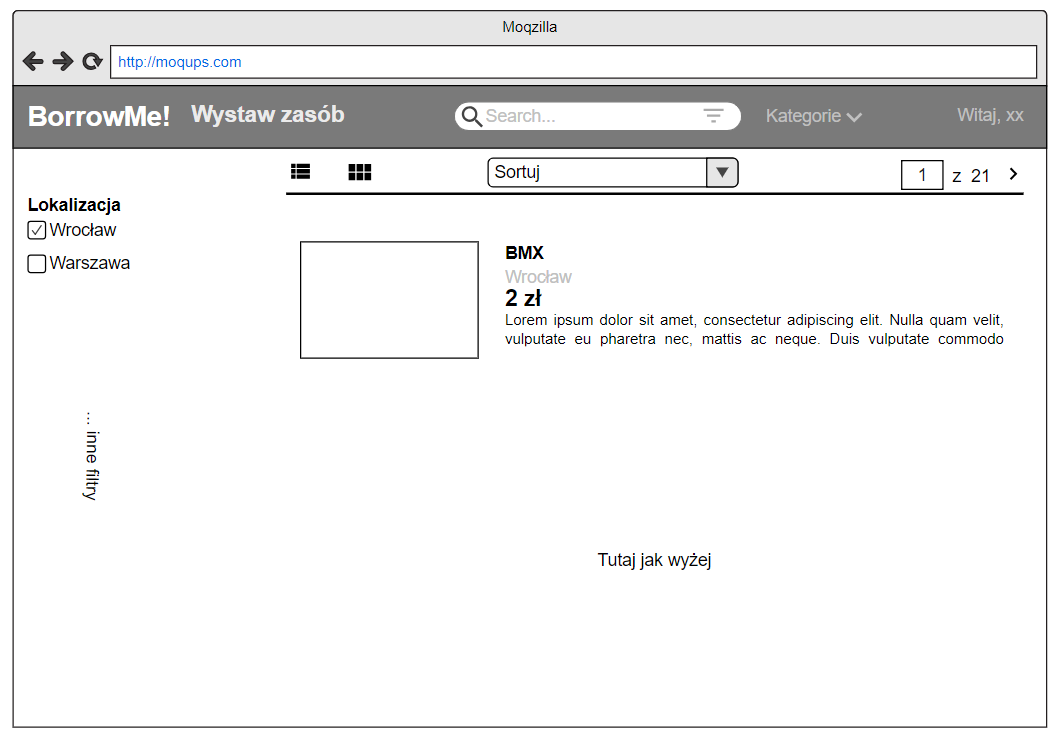 Moqzilla
http://moqups.com
BorrowMe! Wystaw zasób Search... Kategorie Witaj, xx
Sortuj 1 z 21
Lokalizacja
Wrocław
Warszawa
BMX
Wrocław
2 zł
Lorem ipsum dolor sit amet, consectetur adipiscing elit. Nulla quam velit,
vulputate eu pharetra nec, mattis ac neque. Duis vulputate commodo
... inne filtry
Tutaj jak wyżej